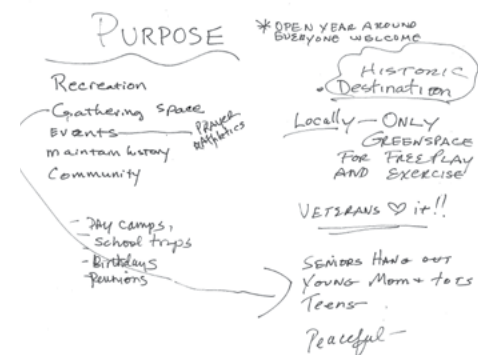 PURPOSE
Recreation
Gathering space
Events — PRAYER
Athletics
maintain history
Community
- DAY camps,
- school trips
- Birthdays
- Reunions
* OPEN YEAR AROUND
EVERYONE WELCOME
HISTORIC
Destination
Locally — ONLY
GREENSPACE
FOR FREE PLAY
AND EXERCISE
VETERANS ♡ it!!
SENIORS HANG OUT
YOUNG MOM + TOTS
Teens —
Peaceful —